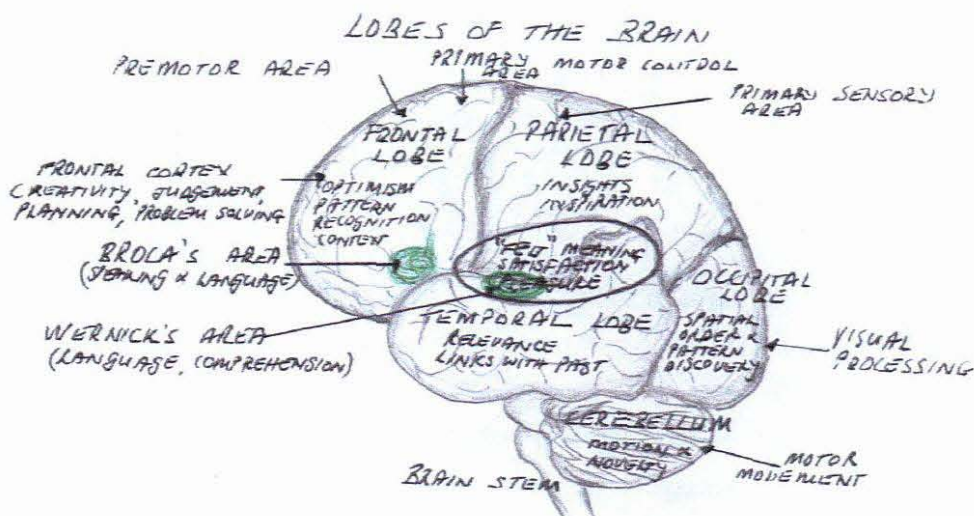 LOBES OF THE BRAIN
PREMOTOR AREA
PRIMARY MOTOR CONTROL
AREA
PRIMARY SENSORY
AREA
FRONTAL
LOBE
PARIETAL
LOBE
FRONTAL CORTEX
CREATIVITY, JUDGEMENT,
PLANNING, PROBLEM SOLVING
OPTIMISM
PATTERN
RECOGNITION
CONTENT
INSIGHTS
INSPIRATION
BROCA'S AREA
(SPEAKING & LANGUAGE)
"FELT" MEANING
SATISFACTION
PLEASURE
OCCIPITAL
LOBE
SPATIAL
ORDER &
PATTERN
DISCOVERY
VISUAL
PROCESSING
WERNICK'S AREA
(LANGUAGE, COMPREHENSION)
TEMPORAL LOBE
RELEVANCE
LINKS WITH PAST
CEREBELLUM
MOTION &
NOVELTY
MOTOR
MOVEMENT
BRAIN STEM